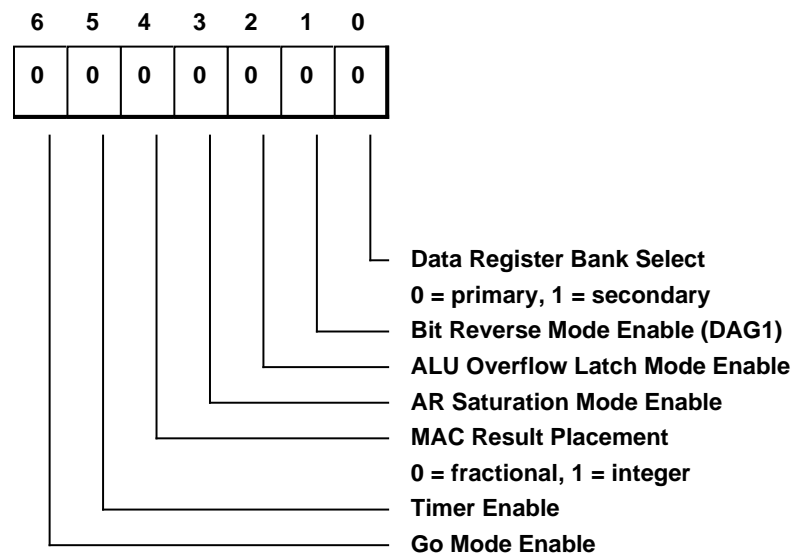 6 5 4 3 2 1 0
0 0 0 0 0 0 0
Data Register Bank Select
0 = primary, 1 = secondary
Bit Reverse Mode Enable (DAG1)
ALU Overflow Latch Mode Enable
AR Saturation Mode Enable
MAC Result Placement
0 = fractional, 1 = integer
Timer Enable
Go Mode Enable